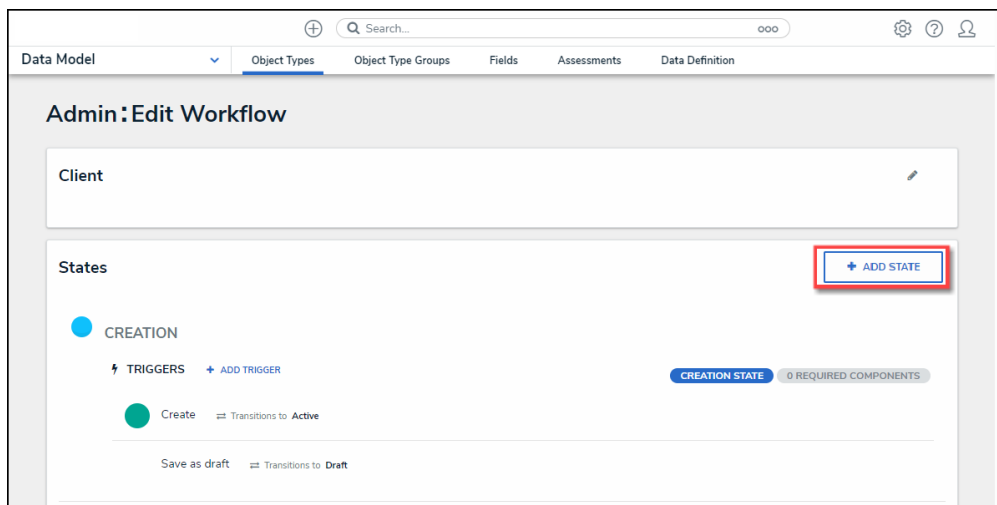 Search...
Data Model Object Types Object Type Groups Fields Assessments Data Definition
Admin:Edit Workflow
Client
States + ADD STATE
CREATION
TRIGGERS + ADD TRIGGER
CREATION STATE 0 REQUIRED COMPONENTS
Create Transitions to Active
Save as draft Transitions to Draft